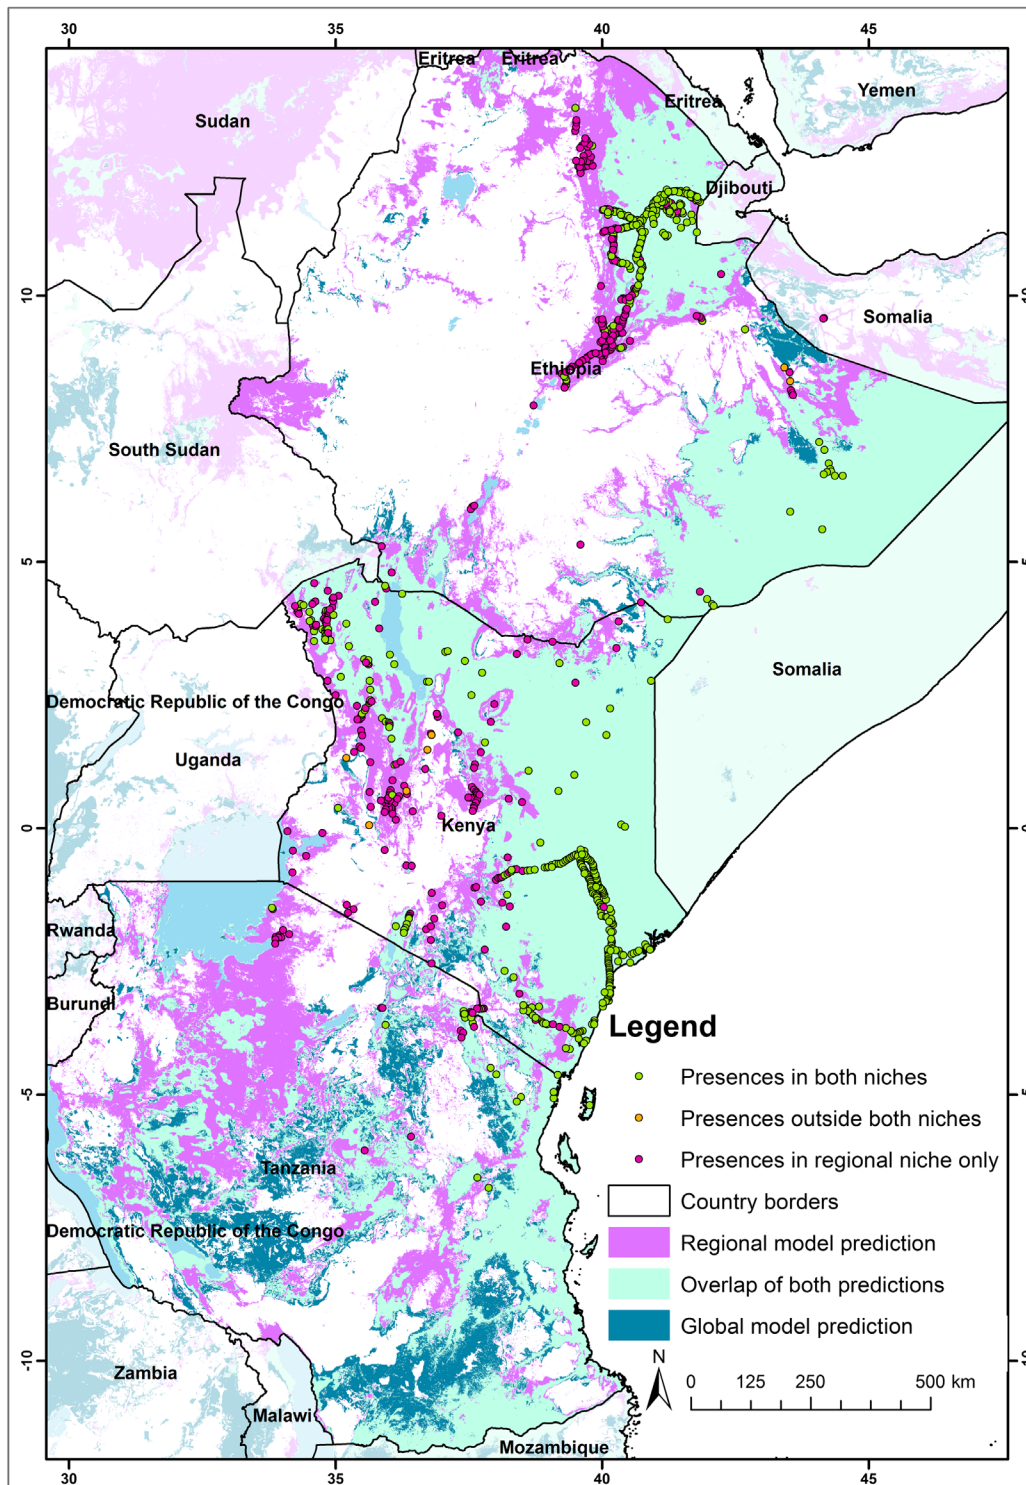 30 35 40 45
Eritrea Eritrea
Eritrea
Yemen
Sudan
Djibouti
10 10
Somalia
Ethiopia
South Sudan
5 5
Somalia
Democratic Republic of the Congo
Uganda
0 0
Kenya
Rwanda
Burundi
Legend
Presences in both niches
-5 -5
Presences outside both niches
Presences in regional niche only
Tanzania
Country borders
Democratic Republic of the Congo
Regional model prediction
Overlap of both predictions
Global model prediction
N
-10 -10
Zambia
0 125 250 500 km
Malawi
Mozambique
30 35 40 45